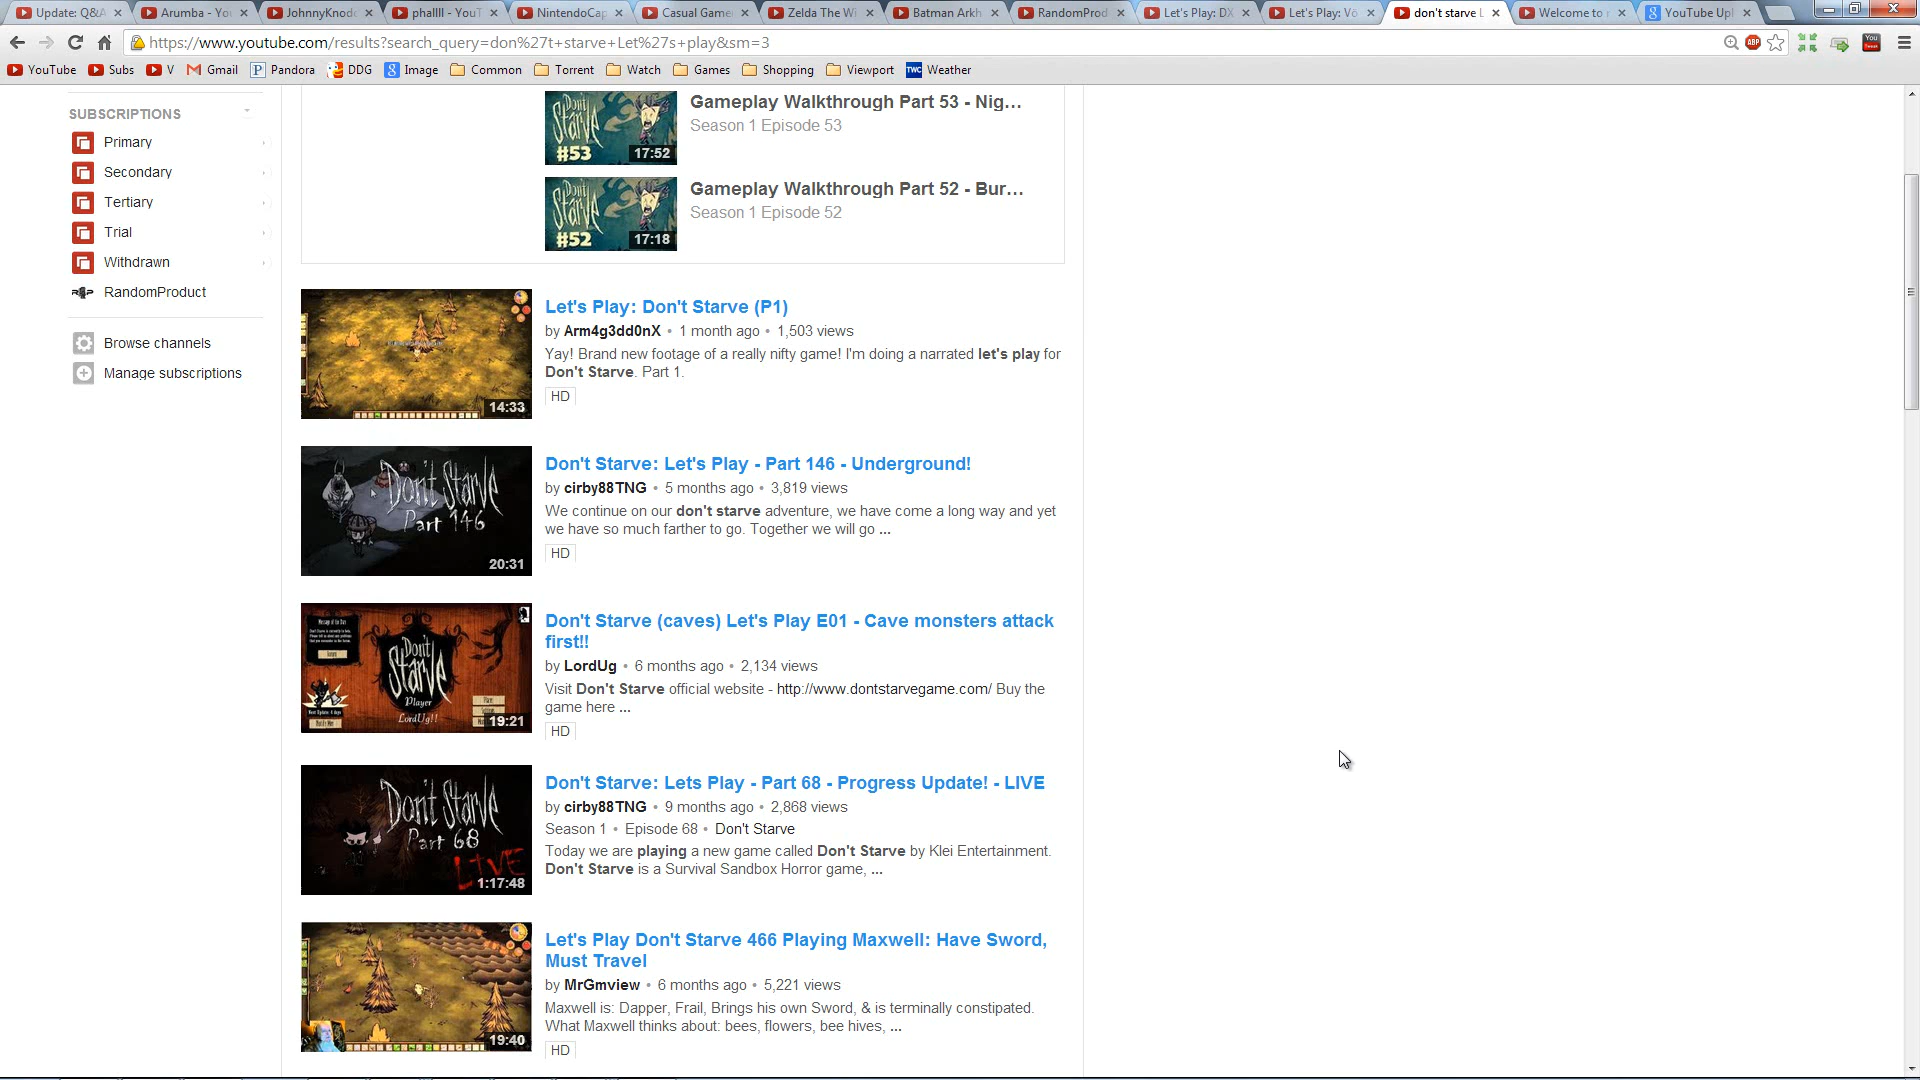 Update: Q&A
Arumba - Yo
JohnnyKnod
phallll - YouT
NintendoCap
Casual Game
Zelda The Wi
Batman Arkh
RandomProd
Let's Play: DX
Let's Play: Vo
don't starve L
Welcome to
YouTube Upl
https://www.youtube.com/results?search_query=don%27t+starve+Let%27s+play&sm=3
ABP
YouTube
Subs
V
Gmail
Pandora
DDG
Image
Common
Torrent
Watch
Games
Shopping
Viewport
TWC
Weather
SUBSCRIPTIONS
Primary
Secondary
Tertiary
Trial
Withdrawn
RandomProduct
Browse channels
Manage subscriptions
Don't Starve
#53
17:52
Gameplay Walkthrough Part 53 - Nig...
Season 1 Episode 53
Don't Starve
#52
17:18
Gameplay Walkthrough Part 52 - Bur...
Season 1 Episode 52
14:33
Let's Play: Don't Starve (P1)
by Arm4g3dd0nX • 1 month ago • 1,503 views
Yay! Brand new footage of a really nifty game! I'm doing a narrated let's play for
Don't Starve. Part 1.
HD
Don't Starve
Part 146
20:31
Don't Starve: Let's Play - Part 146 - Underground!
by cirby88TNG • 5 months ago • 3,819 views
We continue on our don't starve adventure, we have come a long way and yet
we have so much farther to go. Together we will go ...
HD
Don't
Starve
Player
LordUg!!
19:21
Don't Starve (caves) Let's Play E01 - Cave monsters attack
first!!
by LordUg • 6 months ago • 2,134 views
Visit Don't Starve official website - http://www.dontstarvegame.com/ Buy the
game here ...
HD
Don't Starve
Part 68
LIVE
1:17:48
Don't Starve: Lets Play - Part 68 - Progress Update! - LIVE
by cirby88TNG • 9 months ago • 2,868 views
Season 1 • Episode 68 • Don't Starve
Today we are playing a new game called Don't Starve by Klei Entertainment.
Don't Starve is a Survival Sandbox Horror game, ...
19:40
Let's Play Don't Starve 466 Playing Maxwell: Have Sword,
Must Travel
by MrGmview • 6 months ago • 5,221 views
Maxwell is: Dapper, Frail, Brings his own Sword, & is terminally constipated.
What Maxwell thinks about: bees, flowers, bee hives, ...
HD